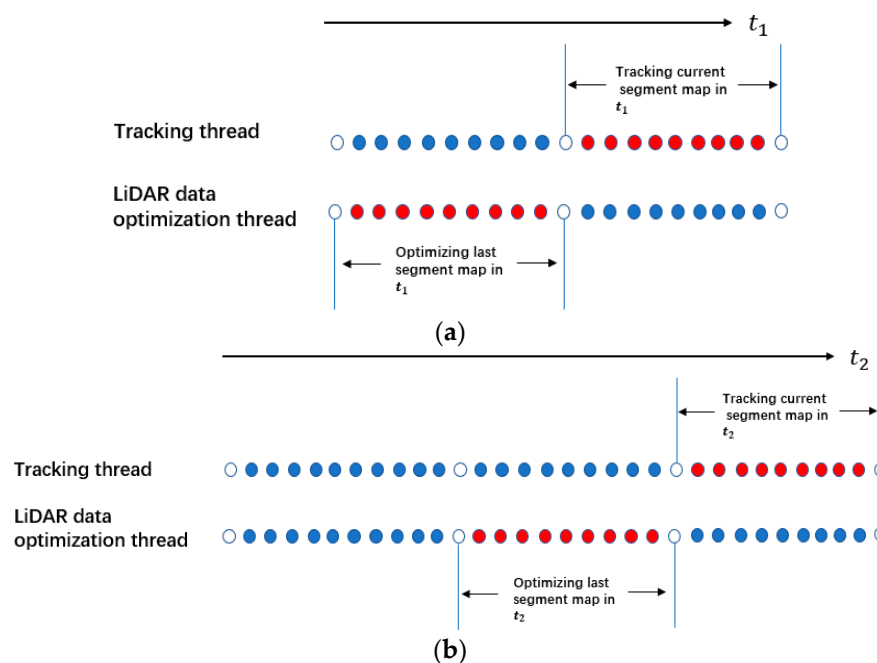 t₁
Tracking current
segment map in
t₁
Tracking thread
LiDAR data
optimization thread
Optimizing last
segment map in
t₁
(a)
t₂
Tracking current
segment map in
t₂
Tracking thread
LiDAR data
optimization thread
Optimizing last
segment map in
t₂
(b)